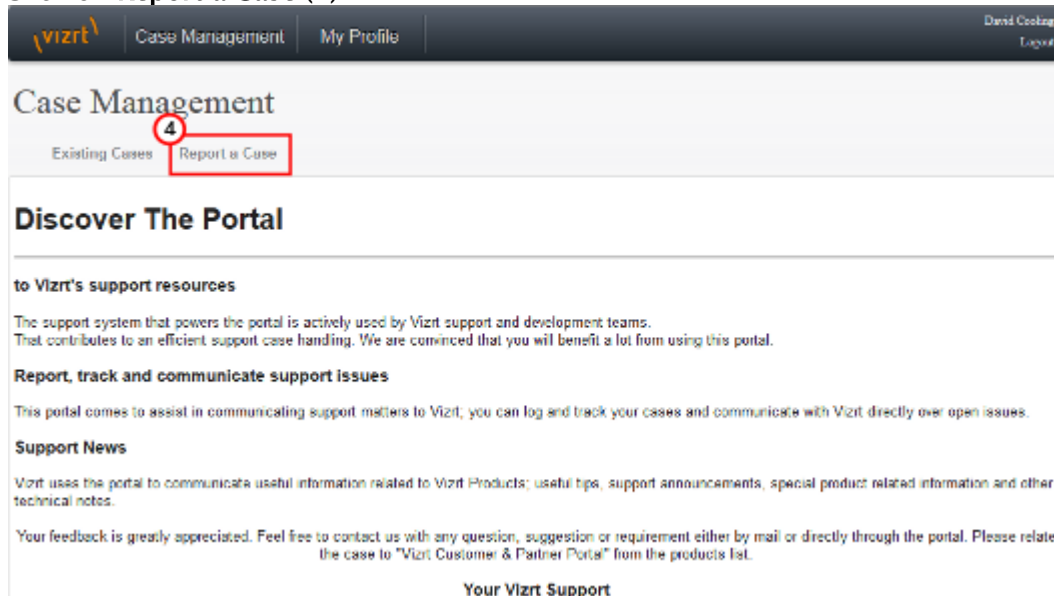 vizrt Case Management My Profile
David Cooling
Logout
Case Management
4
Existing Cases Report a Case
Discover The Portal
to Vizrt's support resources
The support system that powers the portal is actively used by Vizrt support and development teams.
That contributes to an efficient support case handling. We are convinced that you will benefit a lot from using this portal.
Report, track and communicate support issues
This portal comes to assist in communicating support matters to Vizrt; you can log and track your cases and communicate with Vizrt directly over open issues.
Support News
Vizrt uses the portal to communicate useful information related to Vizrt Products; useful tips, support announcements, special product related information and other
technical notes.
Your feedback is greatly appreciated. Feel free to contact us with any question, suggestion or requirement either by mail or directly through the portal. Please relate
the case to "Vizrt Customer & Partner Portal" from the products list.
Your Vizrt Support